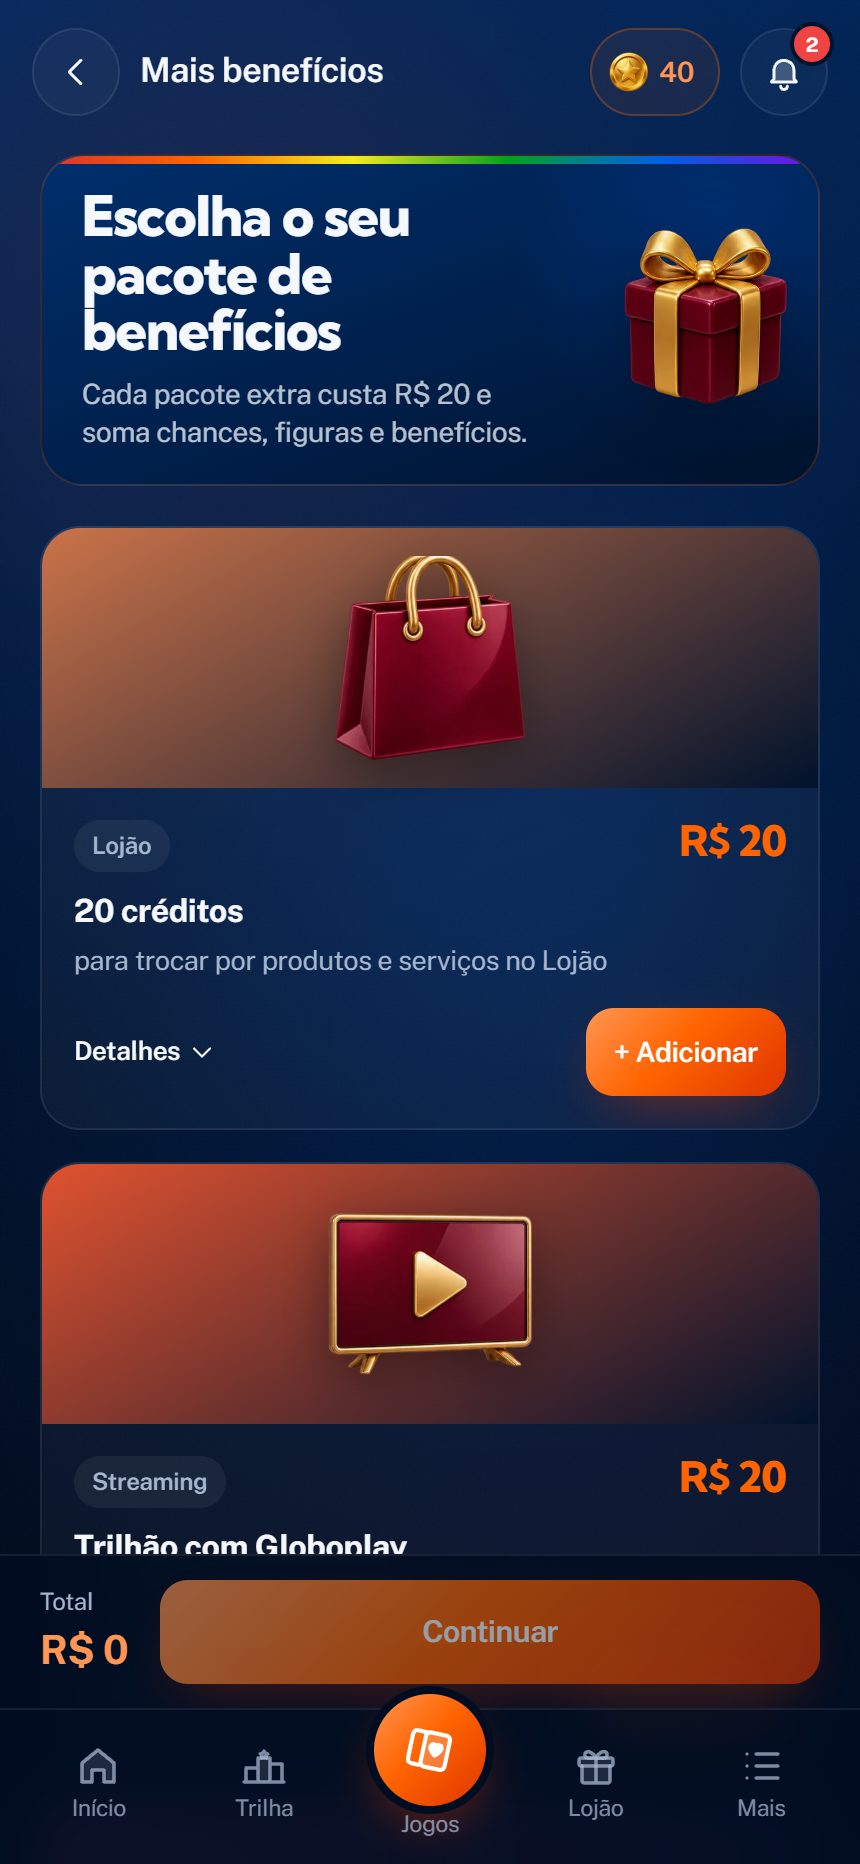 Mais benefícios
40
2
Escolha o seu
pacote de
benefícios
Cada pacote extra custa R$ 20 e
soma chances, figuras e benefícios.
Lojão
R$ 20
20 créditos
para trocar por produtos e serviços no Lojão
Detalhes
+ Adicionar
Streaming
R$ 20
Trilhão com Globoplay
Total
R$ 0
Continuar
Início
Trilha
Jogos
Lojão
Mais